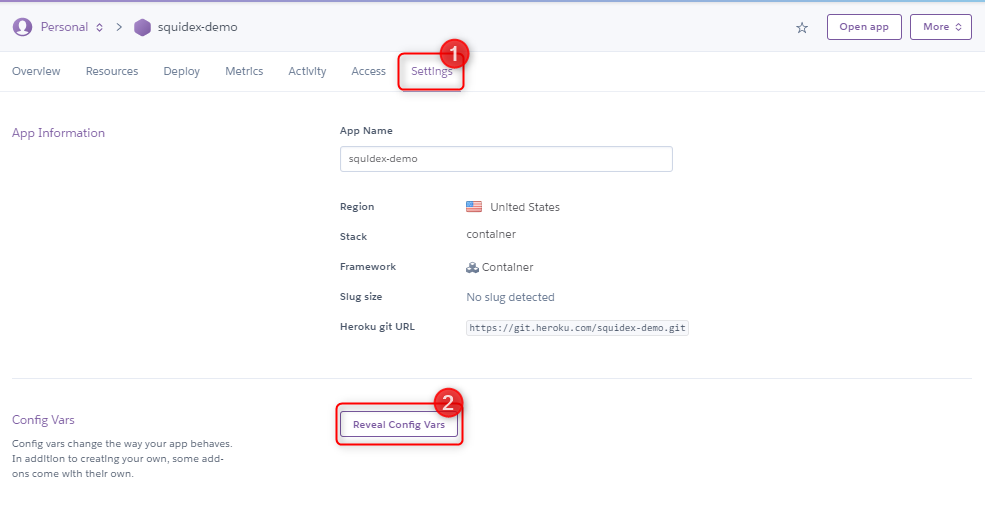 Personal > squidex-demo Open app More
Overview Resources Deploy Metrics Activity Access Settings 1
App Information
App Name
squidex-demo
Region United States
Stack container
Framework Container
Slug size No slug detected
Heroku git URL https://git.heroku.com/squidex-demo.git
2
Config Vars Reveal Config Vars
Config vars change the way your app behaves.
In addition to creating your own, some add-
ons come with their own.